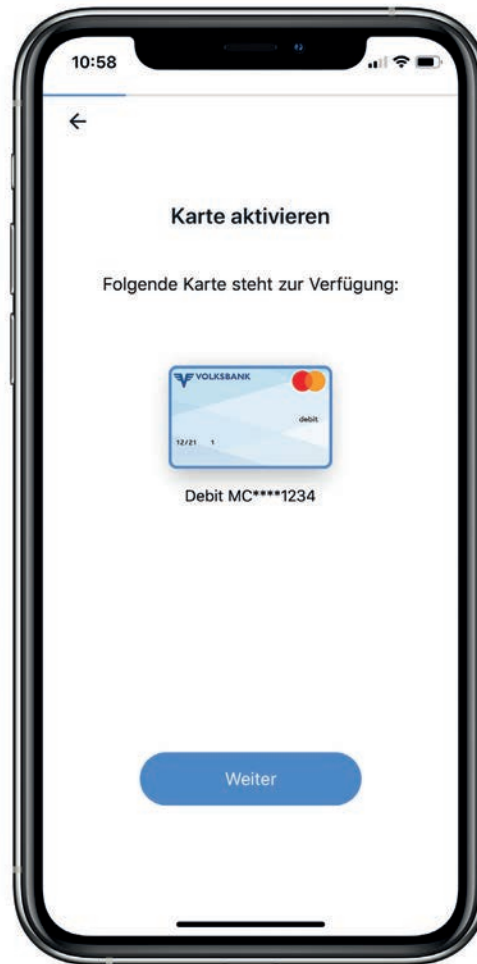 10:58
Karte aktivieren
Folgende Karte steht zur Verfügung:
VOLKSBANK
debit
12/21 1
Debit MC****1234
Weiter